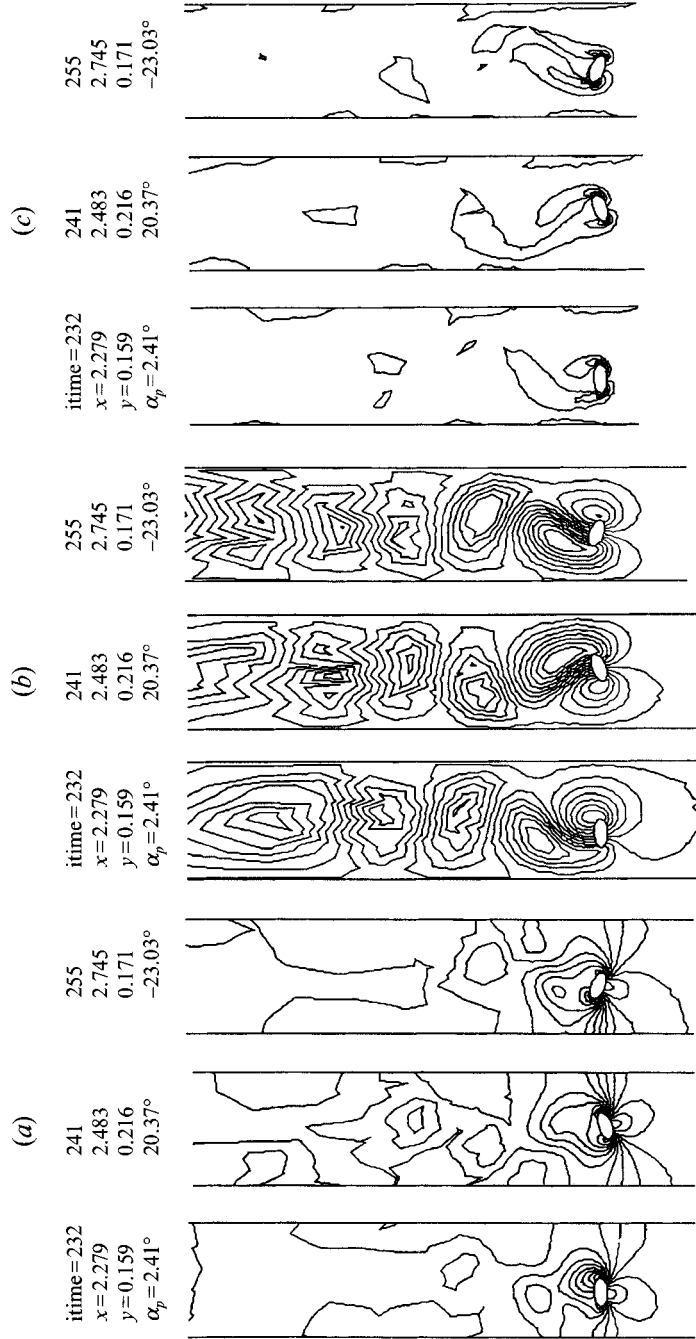 (a)
itime=232
x=2.279
y=0.159
αₚ=2.41°
241
2.483
0.216
20.37°
255
2.745
0.171
−23.03°
(b)
itime=232
x=2.279
y=0.159
αₚ=2.41°
241
2.483
0.216
20.37°
255
2.745
0.171
−23.03°
(c)
itime=232
x=2.279
y=0.159
αₚ=2.41°
241
2.483
0.216
20.37°
255
2.745
0.171
−23.03°